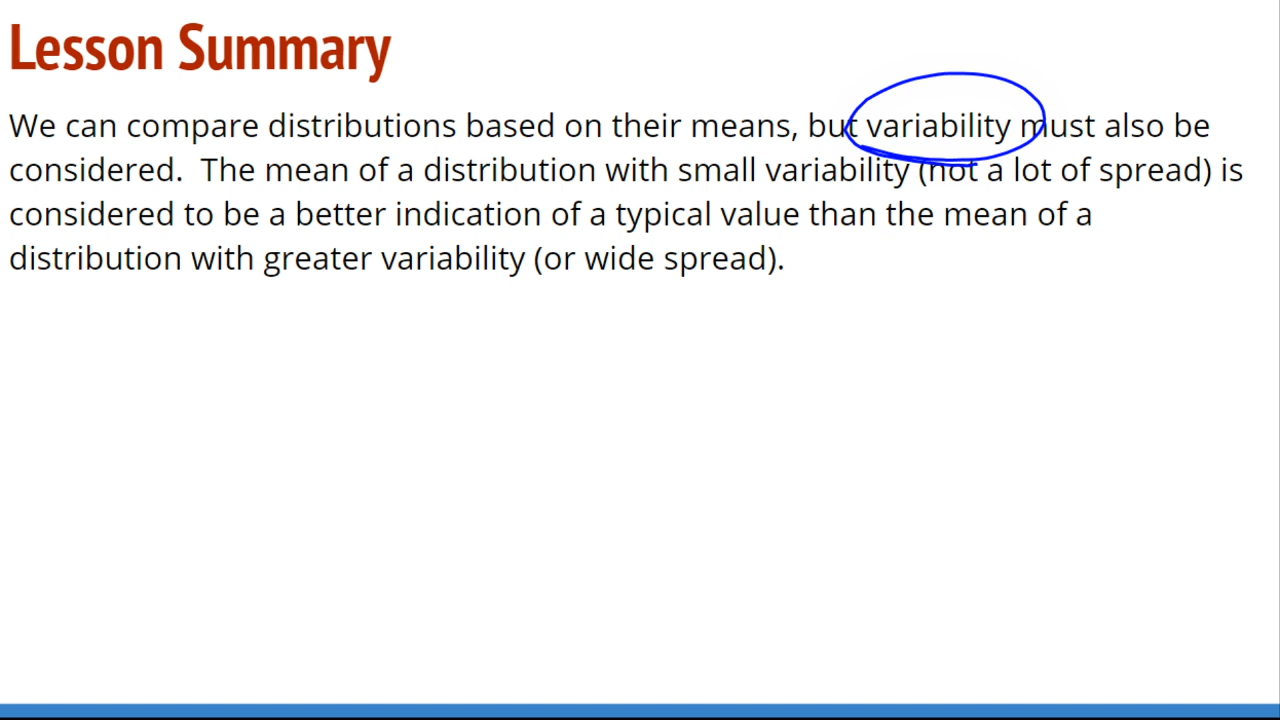 Lesson Summary
We can compare distributions based on their means, but variability must also be
considered.  The mean of a distribution with small variability (not a lot of spread) is
considered to be a better indication of a typical value than the mean of a
distribution with greater variability (or wide spread).